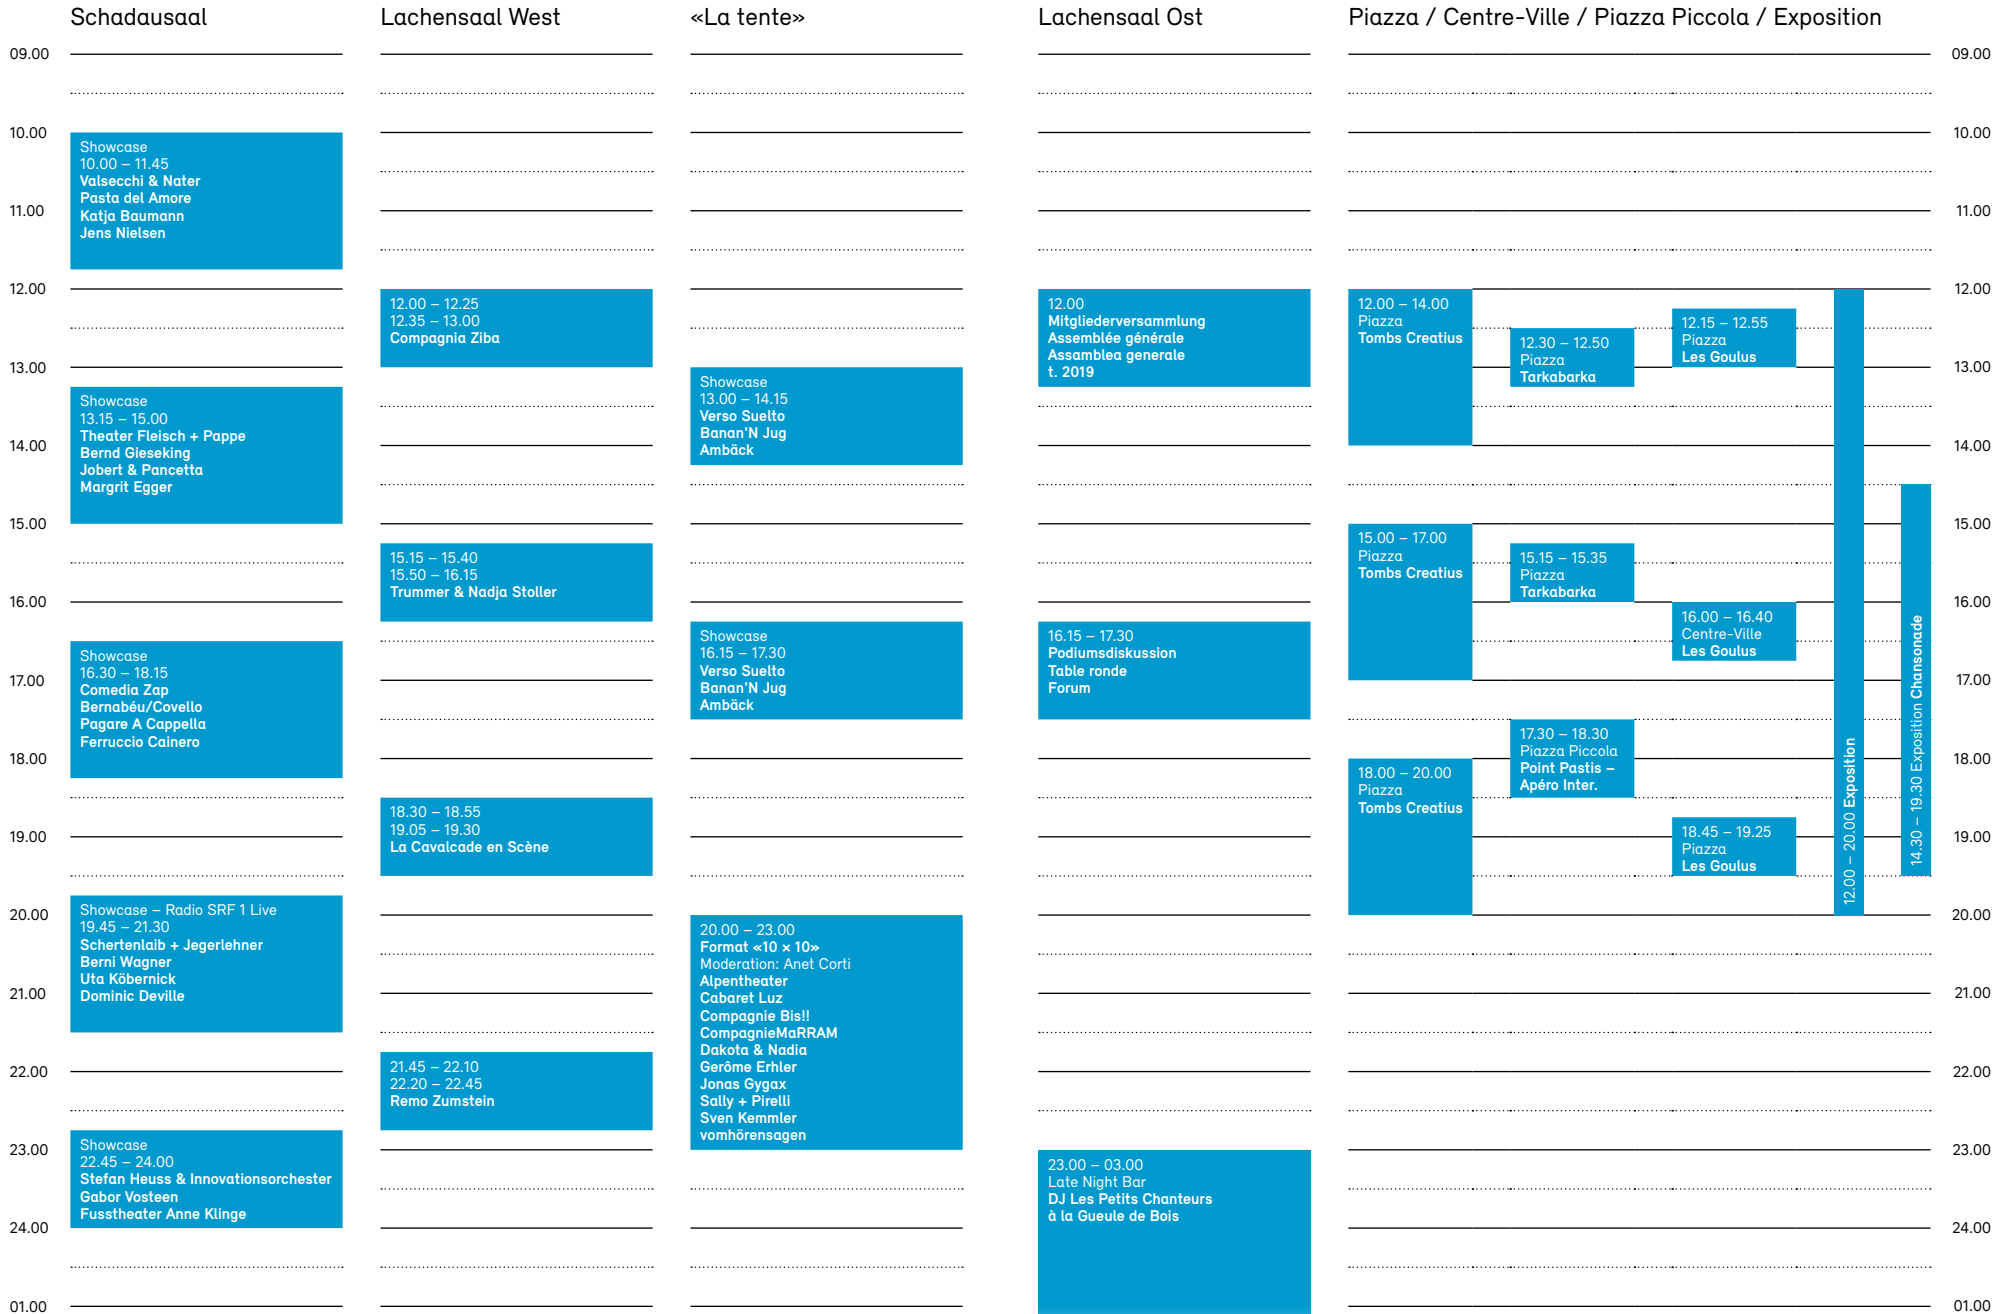 Schadausaal
Lachensaal West
«La tente»
Lachensaal Ost
Piazza / Centre-Ville / Piazza Piccola / Exposition
09.00
10.00
11.00
12.00
13.00
14.00
15.00
16.00
17.00
18.00
19.00
20.00
21.00
22.00
23.00
24.00
01.00
Showcase
10.00 – 11.45
Valsecchi & Nater
Pasta del Amore
Katja Baumann
Jens Nielsen
Showcase
13.15 – 15.00
Theater Fleisch + Pappe
Bernd Gieseking
Jobert & Pancetta
Margrit Egger
Showcase
16.30 – 18.15
Comedia Zap
Bernabéu/Covello
Pagare A Cappella
Ferruccio Cainero
Showcase – Radio SRF 1 Live
19.45 – 21.30
Schertenlaib + Jegerlehner
Berni Wagner
Uta Köbernick
Dominic Deville
Showcase
22.45 – 24.00
Stefan Heuss & Innovationsorchester
Gabor Vosteen
Fusstheater Anne Klinge
12.00 – 12.25
12.35 – 13.00
Compagnia Ziba
15.15 – 15.40
15.50 – 16.15
Trummer & Nadja Stoller
18.30 – 18.55
19.05 – 19.30
La Cavalcade en Scène
21.45 – 22.10
22.20 – 22.45
Remo Zumstein
Showcase
13.00 – 14.15
Verso Suelto
Banan'N Jug
Ambäck
Showcase
16.15 – 17.30
Verso Suelto
Banan'N Jug
Ambäck
20.00 – 23.00
Format «10 × 10»
Moderation: Anet Corti
Alpentheater
Cabaret Luz
Compagnie Bis!!
CompagnieMaRRAM
Dakota & Nadia
Gerôme Erhler
Jonas Gygax
Sally + Pirelli
Sven Kemmler
vomhörensagen
12.00
Mitgliederversammlung
Assemblée générale
Assamblea generale
t. 2019
16.15 – 17.30
Podiumsdiskussion
Table ronde
Forum
23.00 – 03.00
Late Night Bar
DJ Les Petits Chanteurs
à la Gueule de Bois
12.00 – 14.00
Piazza
Tombs Creatius
15.00 – 17.00
Piazza
Tombs Creatius
18.00 – 20.00
Piazza
Tombs Creatius
12.30 – 12.50
Piazza
Tarkabarka
15.15 – 15.35
Piazza
Tarkabarka
17.30 – 18.30
Piazza Piccola
Point Pastis –
Apéro Inter.
12.15 – 12.55
Piazza
Les Goulus
16.00 – 16.40
Centre-Ville
Les Goulus
18.45 – 19.25
Piazza
Les Goulus
12.00 – 20.00 Exposition
14.30 – 19.30 Exposition Chansonade
09.00
10.00
11.00
12.00
13.00
14.00
15.00
16.00
17.00
18.00
19.00
20.00
21.00
22.00
23.00
24.00
01.00